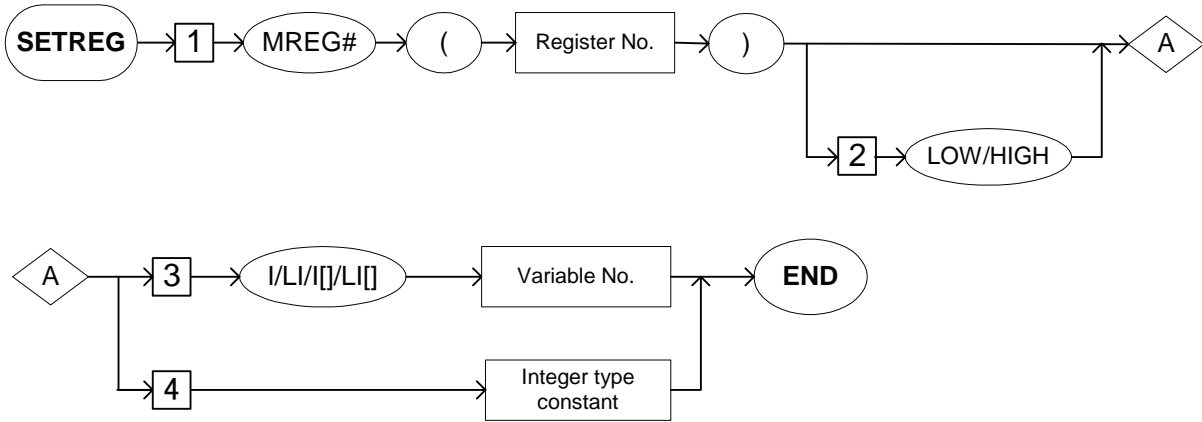 SETREG 1 MREG# ( Register No. ) A
2 LOW/HIGH
A 3 I/LI/I[]/LI[] Variable No. END
4 Integer type
constant